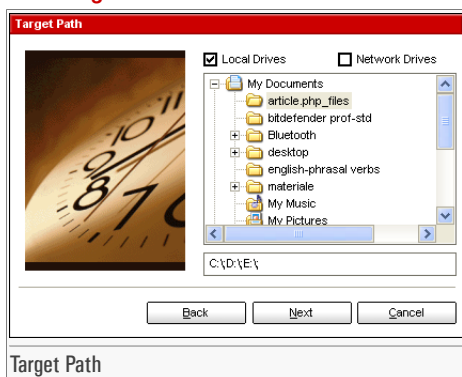 Target Path
Local Drives
Network Drives
My Documents
article.php_files
bitdefender prof-std
Bluetooth
desktop
english-phrasal verbs
materiale
My Music
My Pictures
C:\;D:\;E:\;
Back
Next
Cancel
Target Path